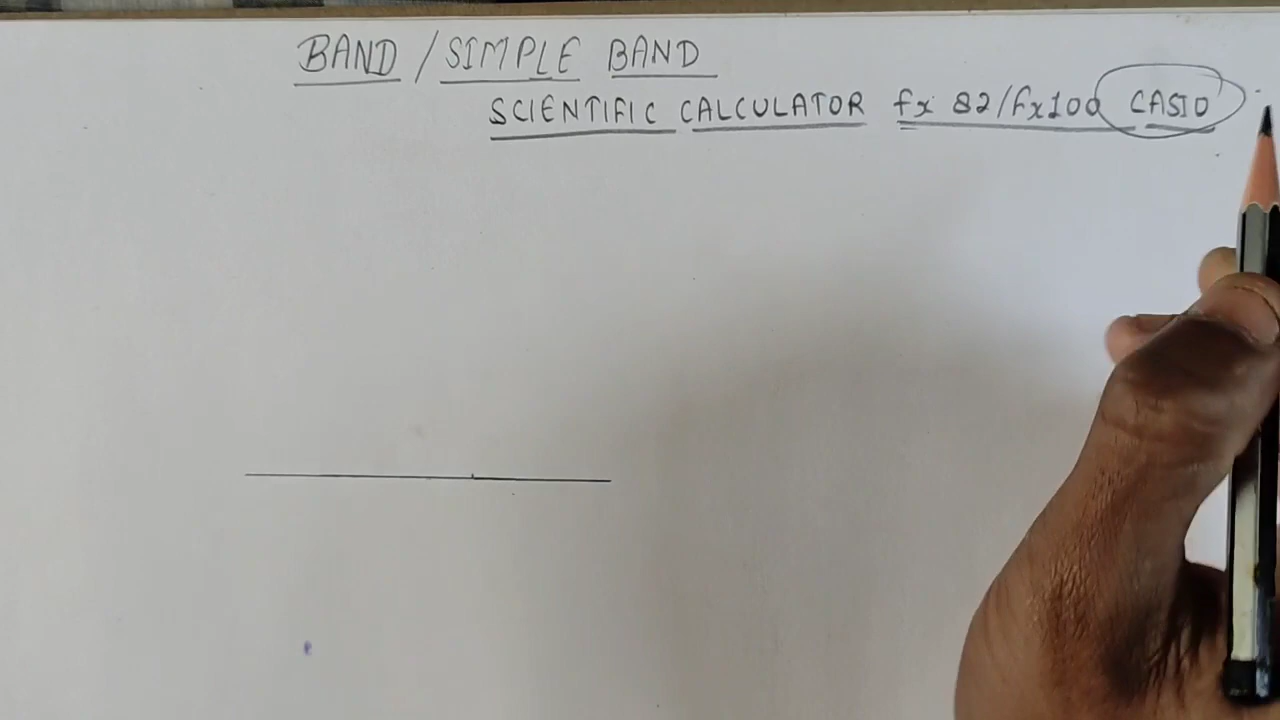 BAND / SIMPLE BAND
SCIENTIFIC CALCULATOR fx 82/fx100 CASIO